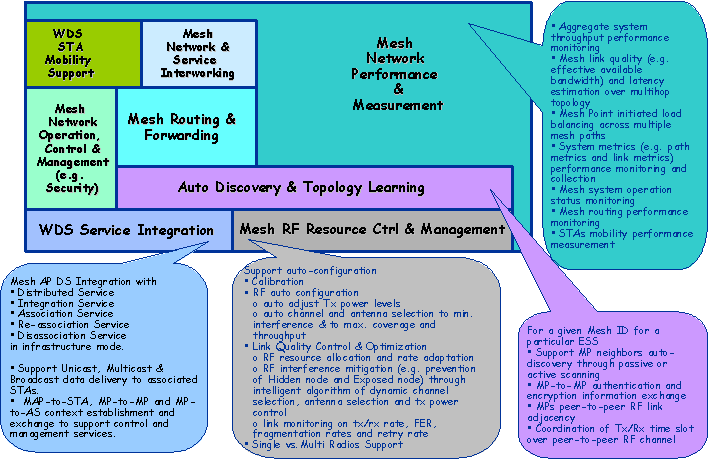 WDS
STA
Mobility
Support
Mesh
Network &
Service
Interworking
Mesh
Network
Performance
&
Measurement
Mesh
Network
Operation,
Control &
Management
(e.g.
Security)
Mesh Routing &
Forwarding
Auto Discovery & Topology Learning
WDS Service Integration
Mesh RF Resource Ctrl & Management
• Aggregate system
throughput performance
monitoring
• Mesh link quality (e.g.
effective available
bandwidth) and latency
estimation over multihop
topology
• Mesh Point initiated load
balancing across multiple
mesh paths
• System metrics (e.g. path
metrics and link metrics)
performance monitoring and
collection
• Mesh system operation
status monitoring
• Mesh routing performance
monitoring
• STAs mobility performance
measurement
Mesh AP DS Integration with
• Distributed Service
• Integration Service
• Association Service
• Re-association Service
• Disassociation Service
in infrastructure mode.
• Support Unicast, Multicast &
Broadcast data delivery to associated
STAs.
• MAP-to-STA, MP-to-MP and MP-
to-AS context establishment and
exchange to support control and
management services.
Support auto-configuration
• Calibration
• RF auto configuration
o auto adjust Tx power levels
o auto channel and antenna selection to min.
interference & to max. coverage and
throughput
• Link Quality Control & Optimization
o RF resource allocation and rate adaptation
o RF interference mitigation (e.g. prevention
of Hidden node and Exposed node) through
intelligent algorithm of dynamic channel
selection, antenna selection and tx power
control
o link monitoring on tx/rx rate, FER,
fragmentation rates and retry rate
• Single vs. Multi Radios Support
For a given Mesh ID for a
particular ESS
• Support MP neighbors auto-
discovery through passive or
active scanning
• MP-to-MP authentication and
encryption information exchange
• MPs peer-to-peer RF link
adjacency
• Coordination of Tx/Rx time slot
over peer-to-peer RF channel